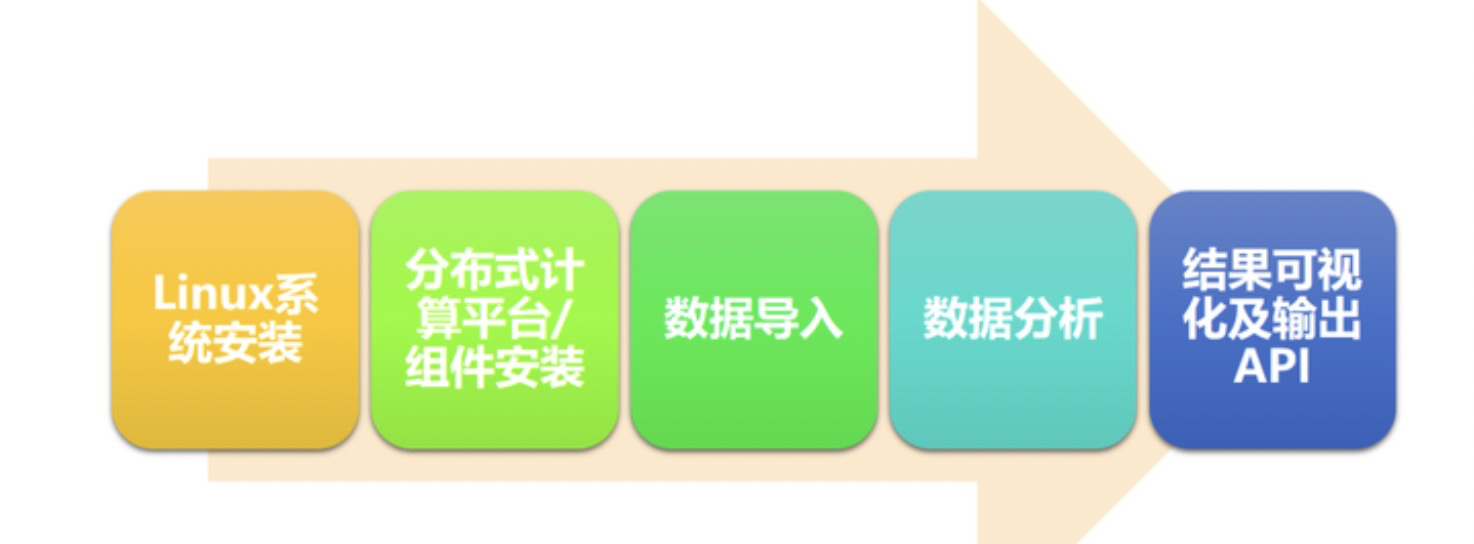 Linux系
统安装
分布式计
算平台/
组件安装
数据导入
数据分析
结果可视
化及输出
API